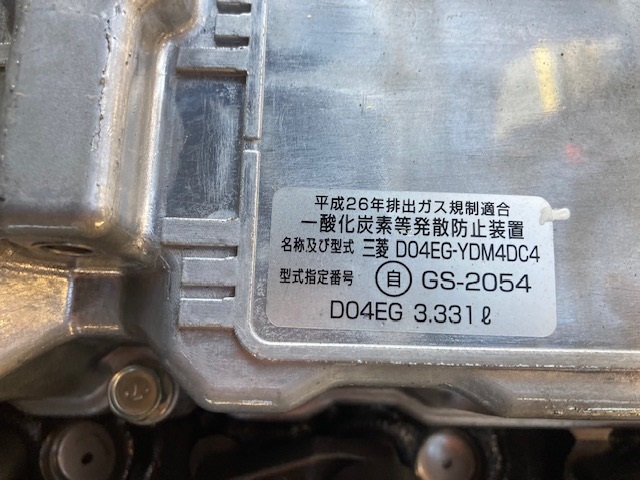 平成26年排出ガス規制適合
一酸化炭素等発散防止装置
名称及び型式 三菱 D04EG-YDM4DC4
型式指定番号 自 GS-2054
D04EG 3.331ℓ